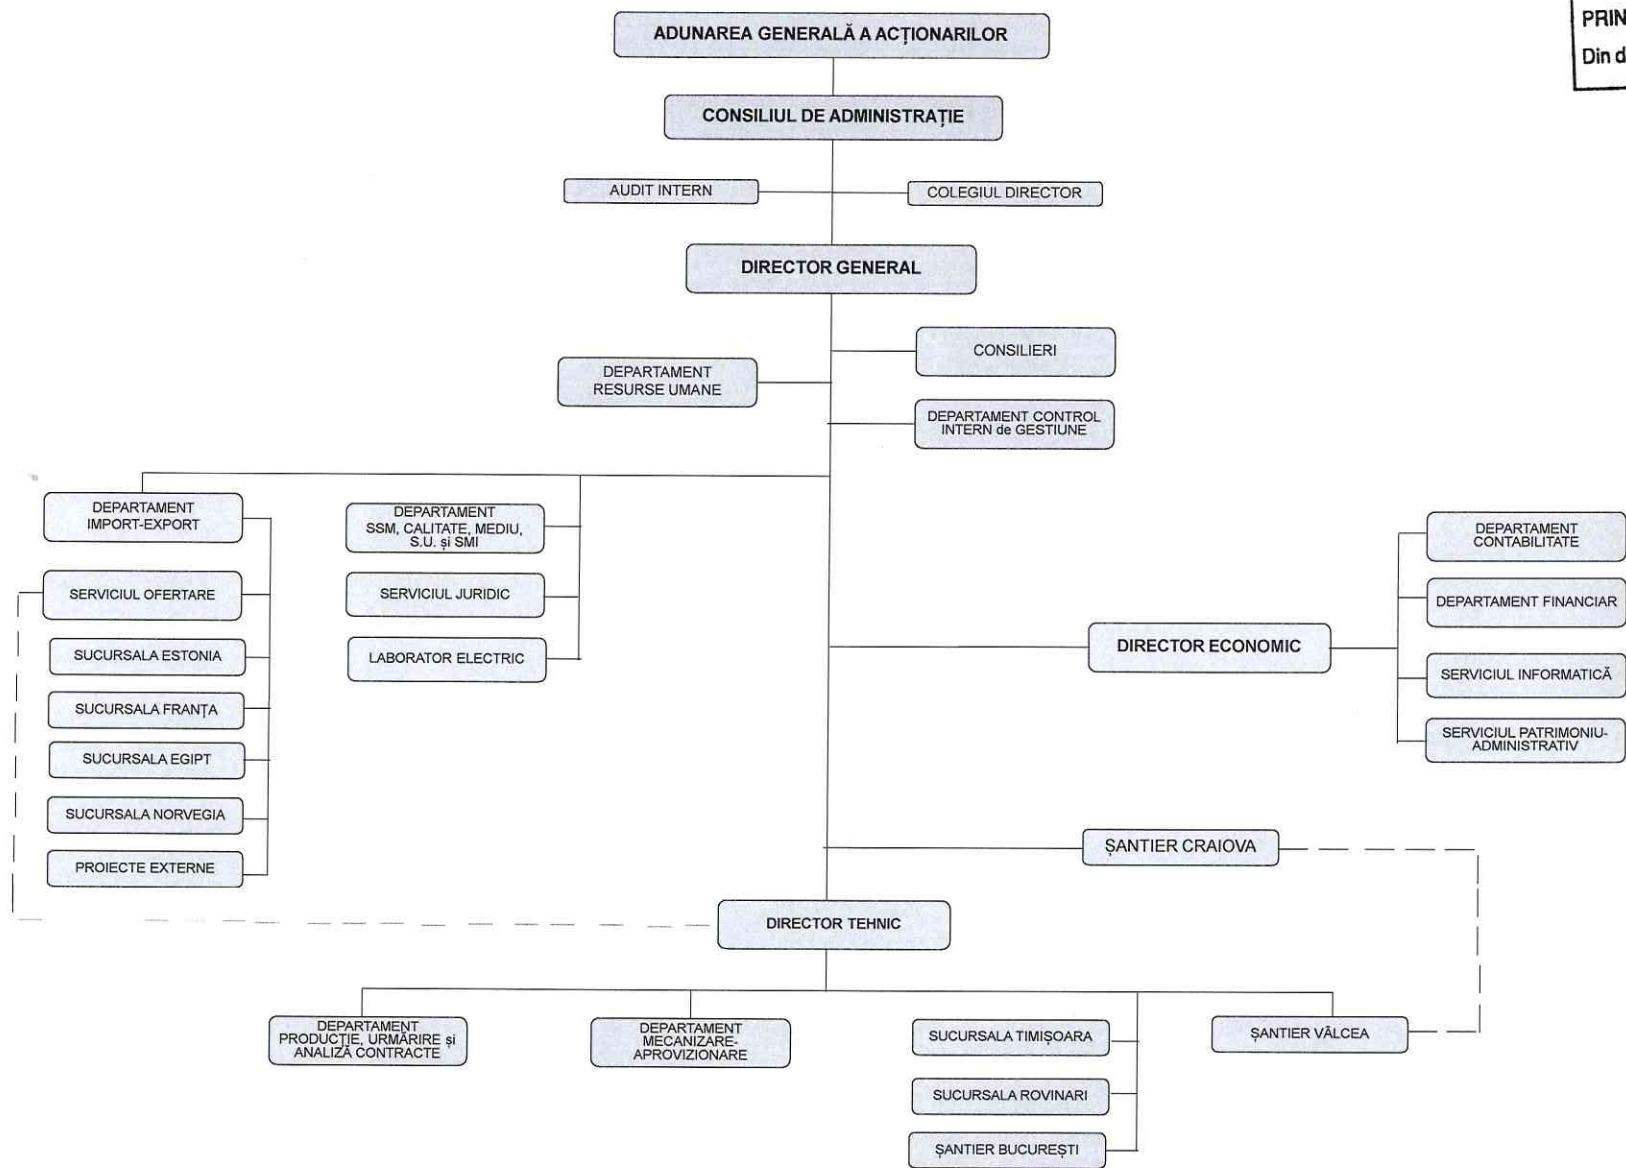 PRIN
Din d
ADUNAREA GENERALĂ A ACȚIONARILOR
CONSILIUL DE ADMINISTRAȚIE
AUDIT INTERN
COLEGIUL DIRECTOR
DIRECTOR GENERAL
CONSILIERI
DEPARTAMENT
RESURSE UMANE
DEPARTAMENT CONTROL
INTERN de GESTIUNE
DEPARTAMENT
IMPORT-EXPORT
SERVICIUL OFERTARE
SUCURSALA ESTONIA
SUCURSALA FRANȚA
SUCURSALA EGIPT
SUCURSALA NORVEGIA
PROIECTE EXTERNE
DEPARTAMENT
SSM, CALITATE, MEDIU,
S.U. și SMI
SERVICIUL JURIDIC
LABORATOR ELECTRIC
DIRECTOR ECONOMIC
DEPARTAMENT
CONTABILITATE
DEPARTAMENT FINANCIAR
SERVICIUL INFORMATICĂ
SERVICIUL PATRIMONIU-
ADMINISTRATIV
ȘANTIER CRAIOVA
DIRECTOR TEHNIC
DEPARTAMENT
PRODUCȚIE, URMĂRIRE și
ANALIZĂ CONTRACTE
DEPARTAMENT
MECANIZARE-
APROVIZIONARE
SUCURSALA TIMIȘOARA
SUCURSALA ROVINARI
ȘANTIER BUCUREȘTI
ȘANTIER VÂLCEA